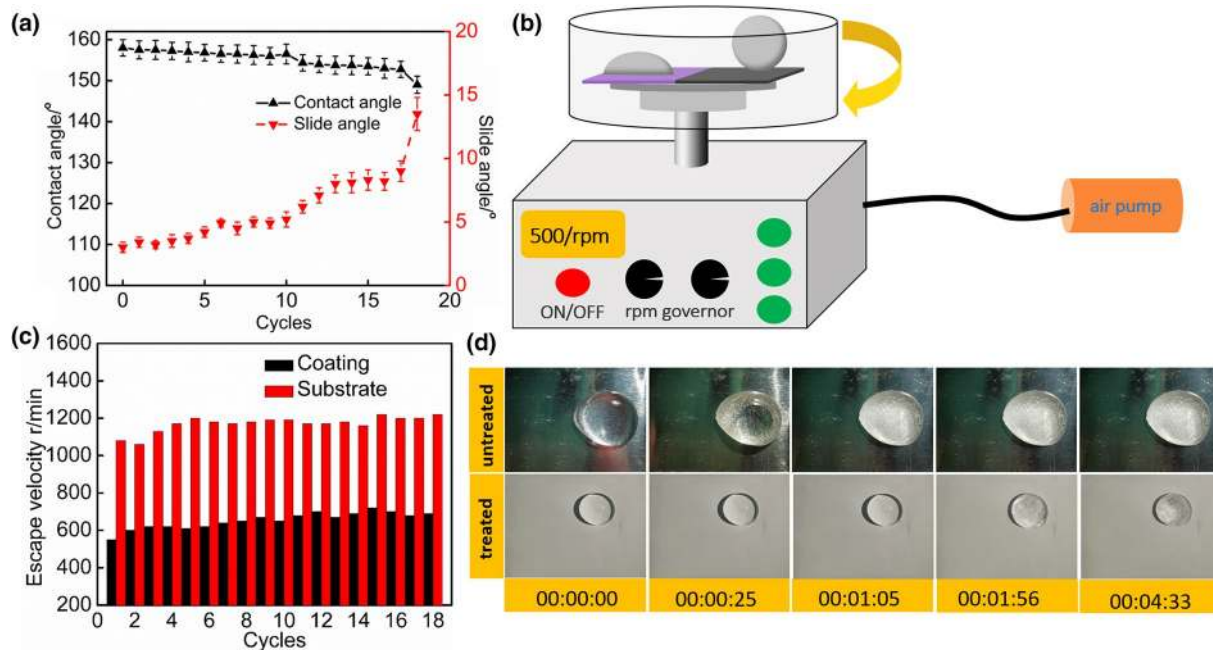 (a)
160
150
140
130
120
110
100
Contact angle/°
Contact angle
Slide angle
20
15
10
5
0
Slide angle/°
0 5 10 15 20
Cycles
(b)
500/rpm
ON/OFF
rpm governor
air pump
(c)
1600
1400
1200
1000
800
600
400
200
Escape velocity r/min
Coating
Substrate
0 2 4 6 8 10 12 14 16 18
Cycles
(d)
untreated
treated
00:00:00 00:00:25 00:01:05 00:01:56 00:04:33